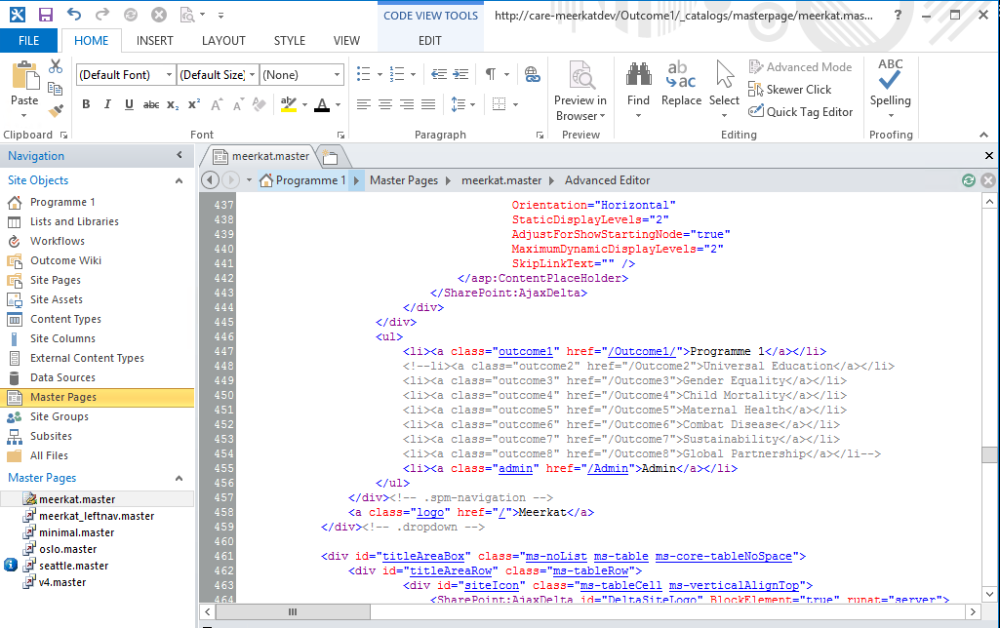 CODE VIEW TOOLS
http://care-meerkatdev/Outcome1/_catalogs/masterpage/meerkat.mas...
?
FILE HOME INSERT LAYOUT STYLE VIEW EDIT
(Default Font) (Default Size) (None)
Paste
B I U abc X₂ X² A A A
Preview in Browser
Find
ab ac
Replace
Select
Advanced Mode
Skewer Click
Quick Tag Editor
ABC
Spelling
Clipboard Font Paragraph Preview Editing Proofing
Navigation
meerkat.master
Programme 1 Master Pages meerkat.master Advanced Editor
Site Objects
Programme 1
Lists and Libraries
Workflows
Outcome Wiki
Site Pages
Site Assets
Content Types
Site Columns
External Content Types
Data Sources
Master Pages
Site Groups
Subsites
All Files
Master Pages
meerkat.master
meerkat_leftnav.master
minimal.master
oslo.master
seattle.master
v4.master
437 Orientation="Horizontal"
438 StaticDisplayLevels="2"
439 AdjustForShowStartingNode="true"
440 MaximumDynamicDisplayLevels="2"
441 SkipLinkText="" />
442 </asp:ContentPlaceHolder>
443 </SharePoint:AjaxDelta>
444 </div>
445 </div>
446 <ul>
447 <li><a class="outcome1" href="/Outcome1/">Programme 1</a></li>
448 <!--li><a class="outcome2" href="/Outcome2">Universal Education</a></li>
449 <li><a class="outcome3" href="/Outcome3">Gender Equality</a></li>
450 <li><a class="outcome4" href="/Outcome4">Child Mortality</a></li>
451 <li><a class="outcome5" href="/Outcome5">Maternal Health</a></li>
452 <li><a class="outcome6" href="/Outcome6">Combat Disease</a></li>
453 <li><a class="outcome7" href="/Outcome7">Sustainability</a></li>
454 <li><a class="outcome8" href="/Outcome8">Global Partnership</a></li-->
455 <li><a class="admin" href="/Admin">Admin</a></li>
456 </ul>
457 </div><!-- .spm-navigation -->
458 <a class="logo" href="/">Meerkat</a>
459 </div><!-- .dropdown -->
460
461 <div id="titleAreaBox" class="ms-noList ms-table ms-core-tableNoSpace">
462 <div id="titleAreaRow" class="ms-tableRow">
463 <div id="siteIcon" class="ms-tableCell ms-verticalAlignTop">
464 <SharePoint:AjaxDelta id="DeltaSiteLogo" BlockElement="true" runat="server">